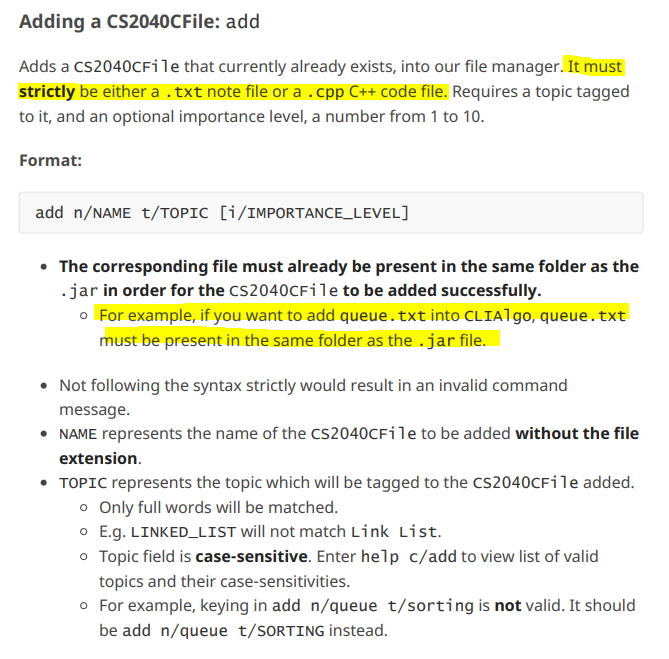 Adding a CS2040CFile: add
Adds a CS2040CFile that currently already exists, into our file manager. It must
strictly be either a .txt note file or a .cpp C++ code file. Requires a topic tagged
to it, and an optional importance level, a number from 1 to 10.
Format:
add n/NAME t/TOPIC [i/IMPORTANCE_LEVEL]
• The corresponding file must already be present in the same folder as the
.jar in order for the CS2040CFile to be added successfully.
○ For example, if you want to add queue.txt into CLIAlgo, queue.txt
must be present in the same folder as the .jar file.
• Not following the syntax strictly would result in an invalid command
message.
• NAME represents the name of the CS2040CFile to be added without the file
extension.
• TOPIC represents the topic which will be tagged to the CS2040CFile added.
○ Only full words will be matched.
○ E.g. LINKED_LIST will not match Link List.
○ Topic field is case-sensitive. Enter help c/add to view list of valid
topics and their case-sensitivities.
○ For example, keying in add n/queue t/sorting is not valid. It should
be add n/queue t/SORTING instead.